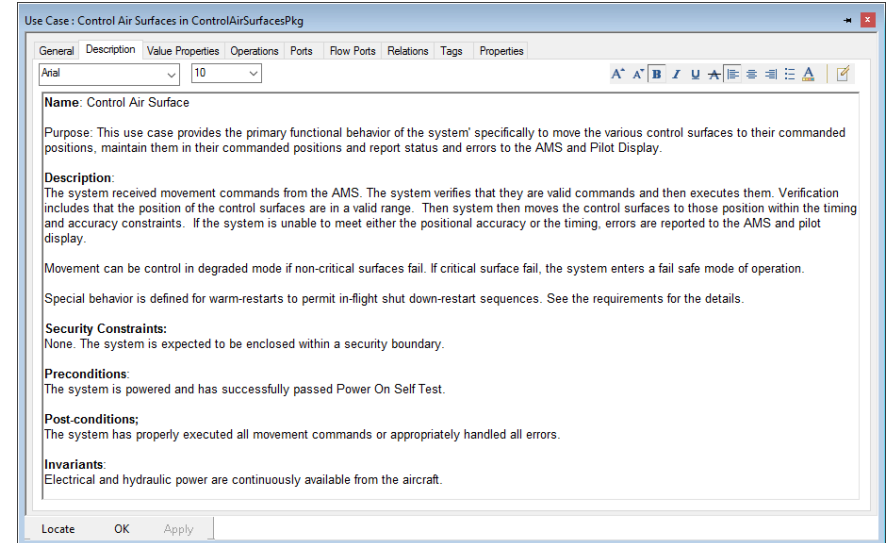 Use Case : Control Air Surfaces in ControlAirSurfacesPkg
General Description Value Properties Operations Ports Flow Ports Relations Tags Properties
Arial 10
Name: Control Air Surface
Purpose: This use case provides the primary functional behavior of the system' specifically to move the various control surfaces to their commanded
positions, maintain them in their commanded positions and report status and errors to the AMS and Pilot Display.
Description:
The system received movement commands from the AMS. The system verifies that they are valid commands and then executes them. Verification
includes that the position of the control surfaces are in a valid range. Then system then moves the control surfaces to those position within the timing
and accuracy constraints. If the system is unable to meet either the positional accuracy or the timing, errors are reported to the AMS and pilot
display.
Movement can be control in degraded mode if non-critical surfaces fail. If critical surface fail, the system enters a fail safe mode of operation.
Special behavior is defined for warm-restarts to permit in-flight shut down-restart sequences. See the requirements for the details.
Security Constraints:
None. The system is expected to be enclosed within a security boundary.
Preconditions:
The system is powered and has successfully passed Power On Self Test.
Post-conditions;
The system has properly executed all movement commands or appropriately handled all errors.
Invariants:
Electrical and hydraulic power are continuously available from the aircraft.
Locate OK Apply